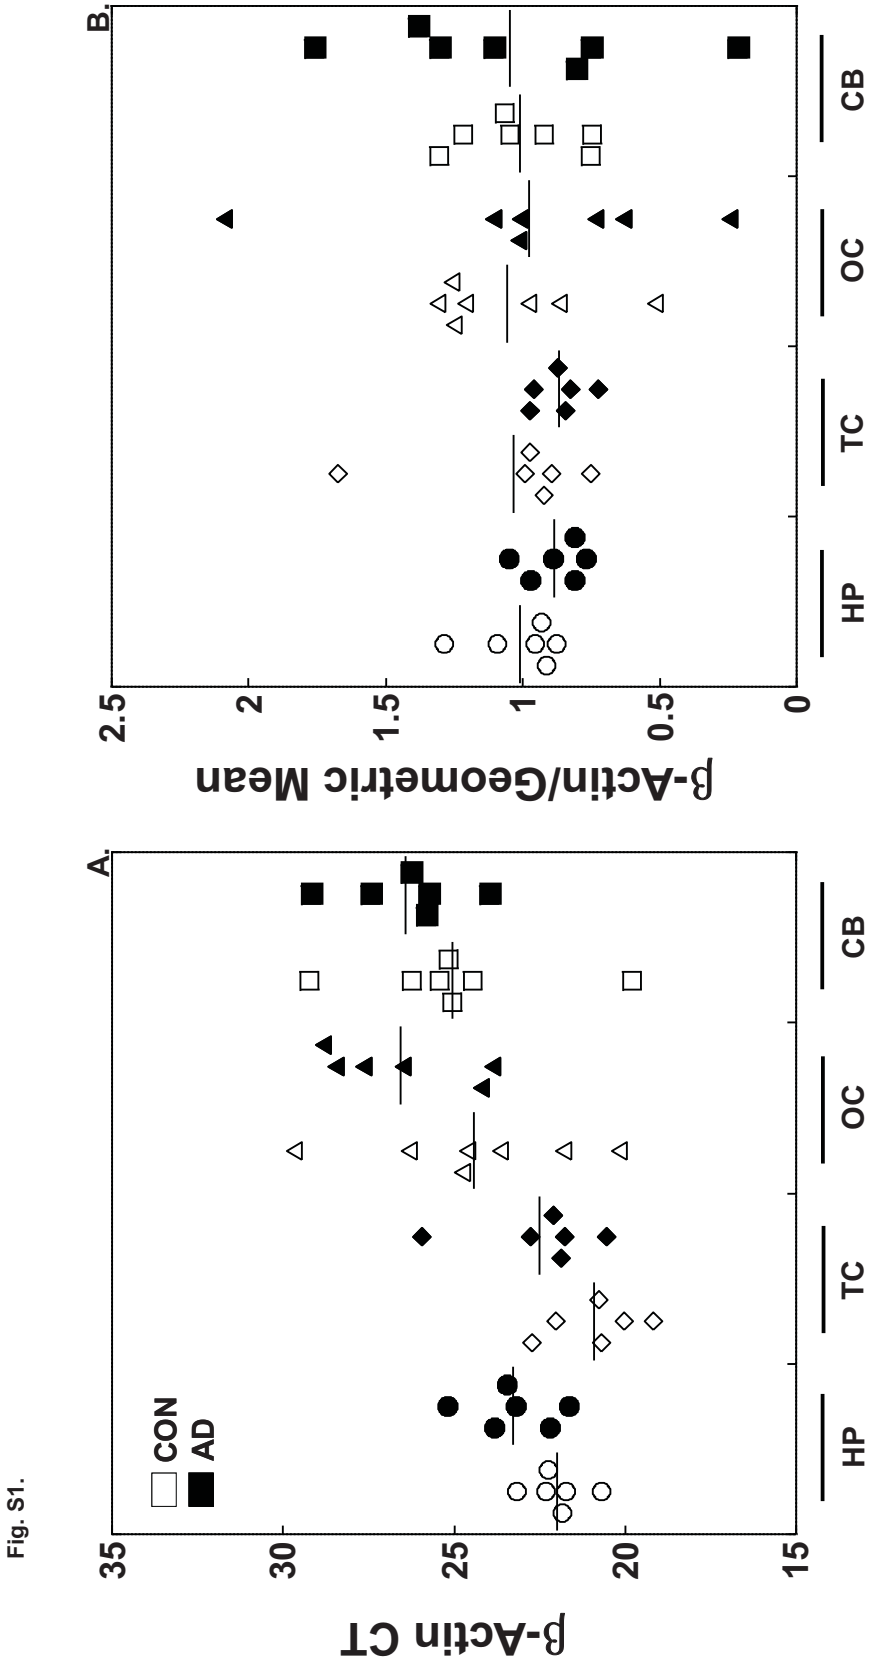 Fig. S1.
A.
β-Actin CT
35
30
25
20
15
CON
AD
HP
TC
OC
CB
B.
β-Actin/Geometric Mean
2.5
2
1.5
1
0.5
0
HP
TC
OC
CB